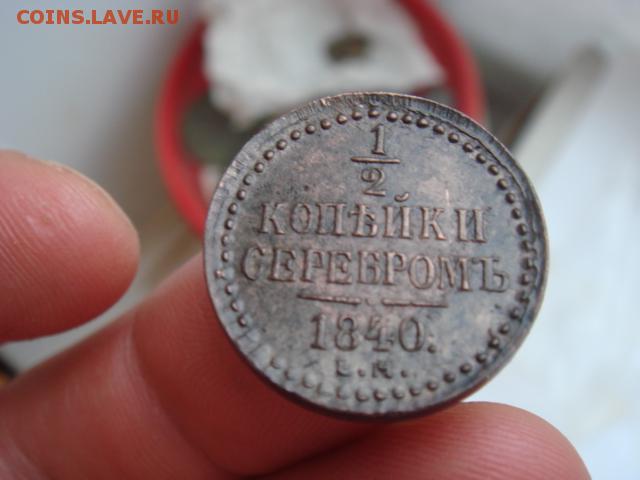 COINS.LAVE.RU
1/2
КОПѢЙКИ
СЕРЕБРОМЪ
1840.
Е.М.